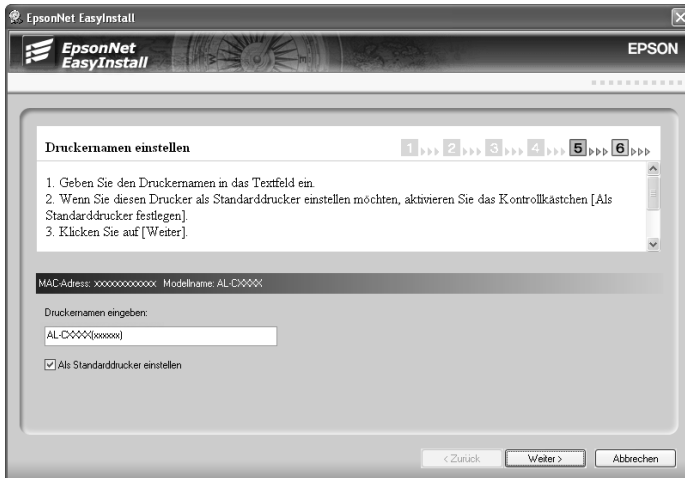 EpsonNet EasyInstall
EpsonNet
EasyInstall
EPSON
Druckernamen einstellen
1 2 3 4 5 6
1. Geben Sie den Druckernamen in das Textfeld ein.
2. Wenn Sie diesen Drucker als Standarddrucker einstellen möchten, aktivieren Sie das Kontrollkästchen [Als
Standarddrucker festlegen].
3. Klicken Sie auf [Weiter].
MAC-Adress: xxxxxxxxxxxx Modellname: AL-CXXXX
Druckernamen eingeben:
AL-CXXXX(xxxxxx)
Als Standarddrucker einstellen
< Zurück Weiter > Abbrechen